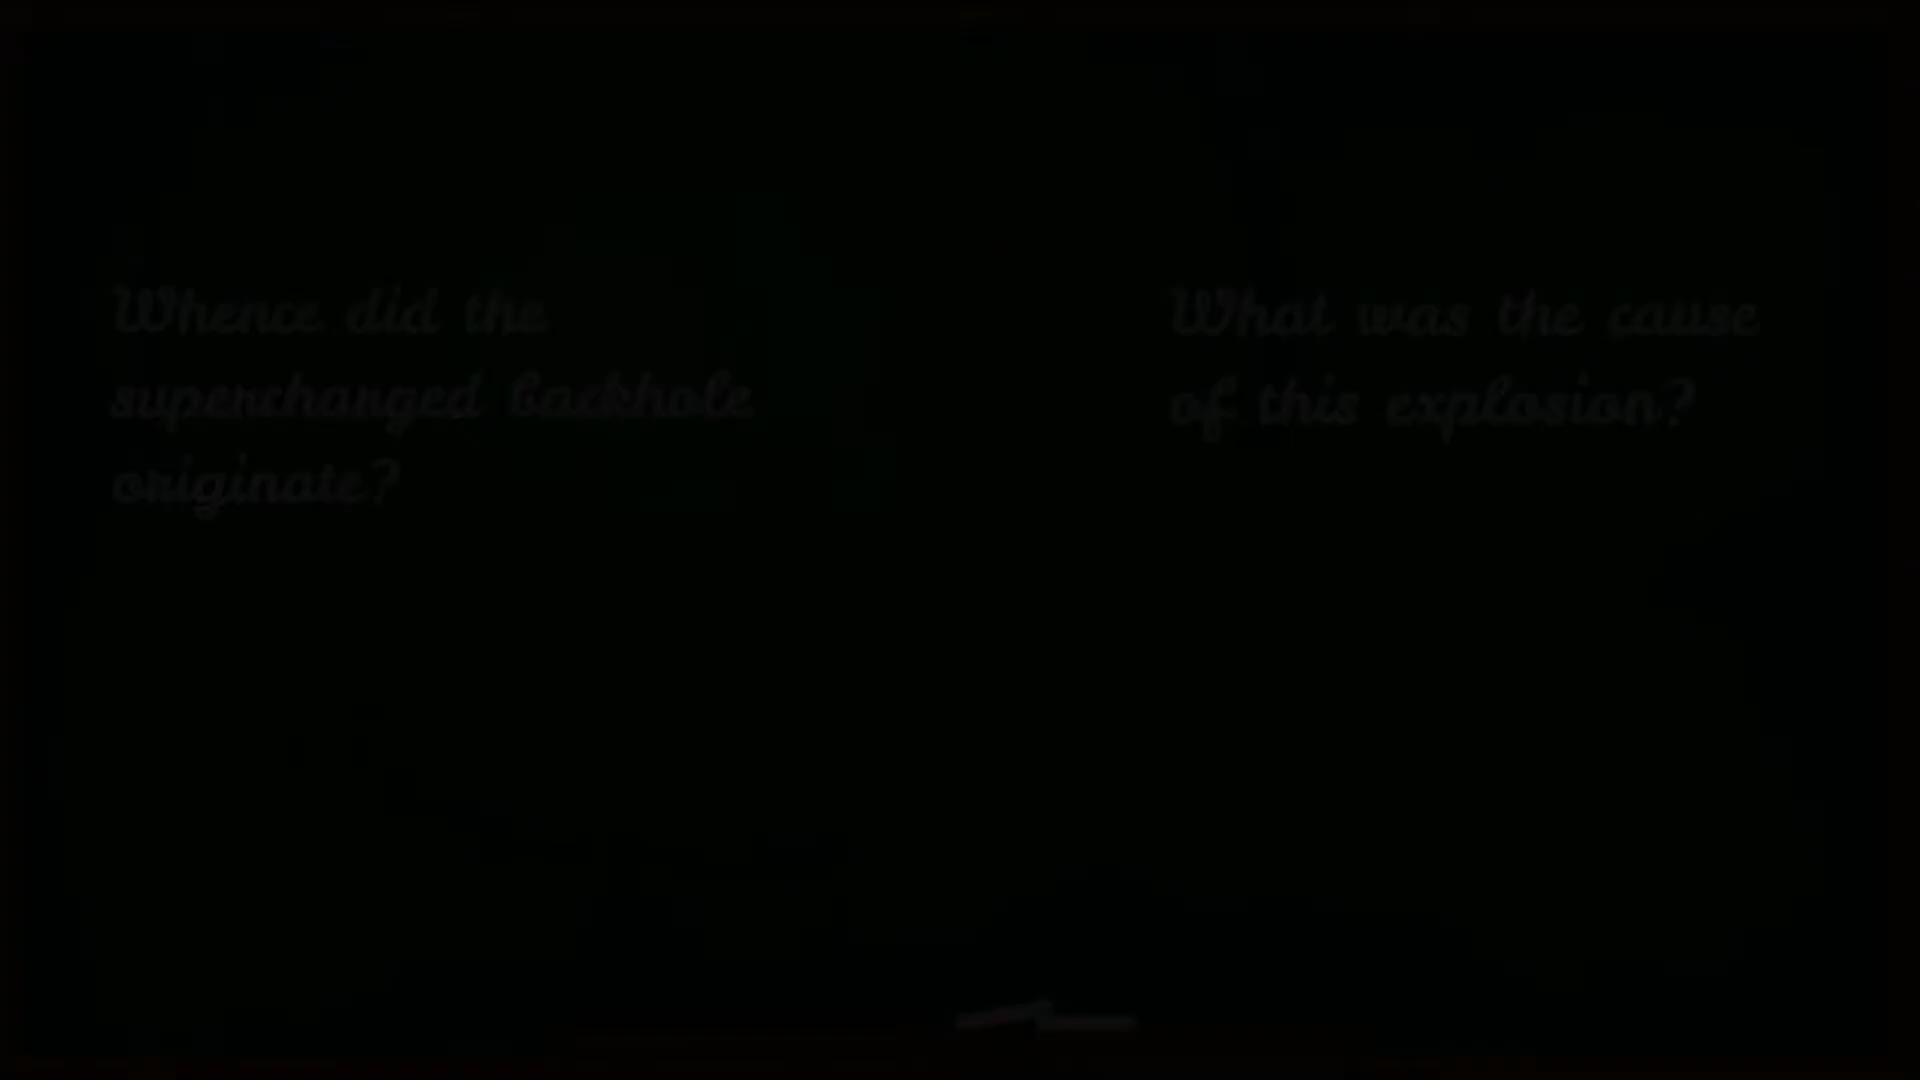 Whence did the
supercharged backhole
originate?
What was the cause
of this explosion?